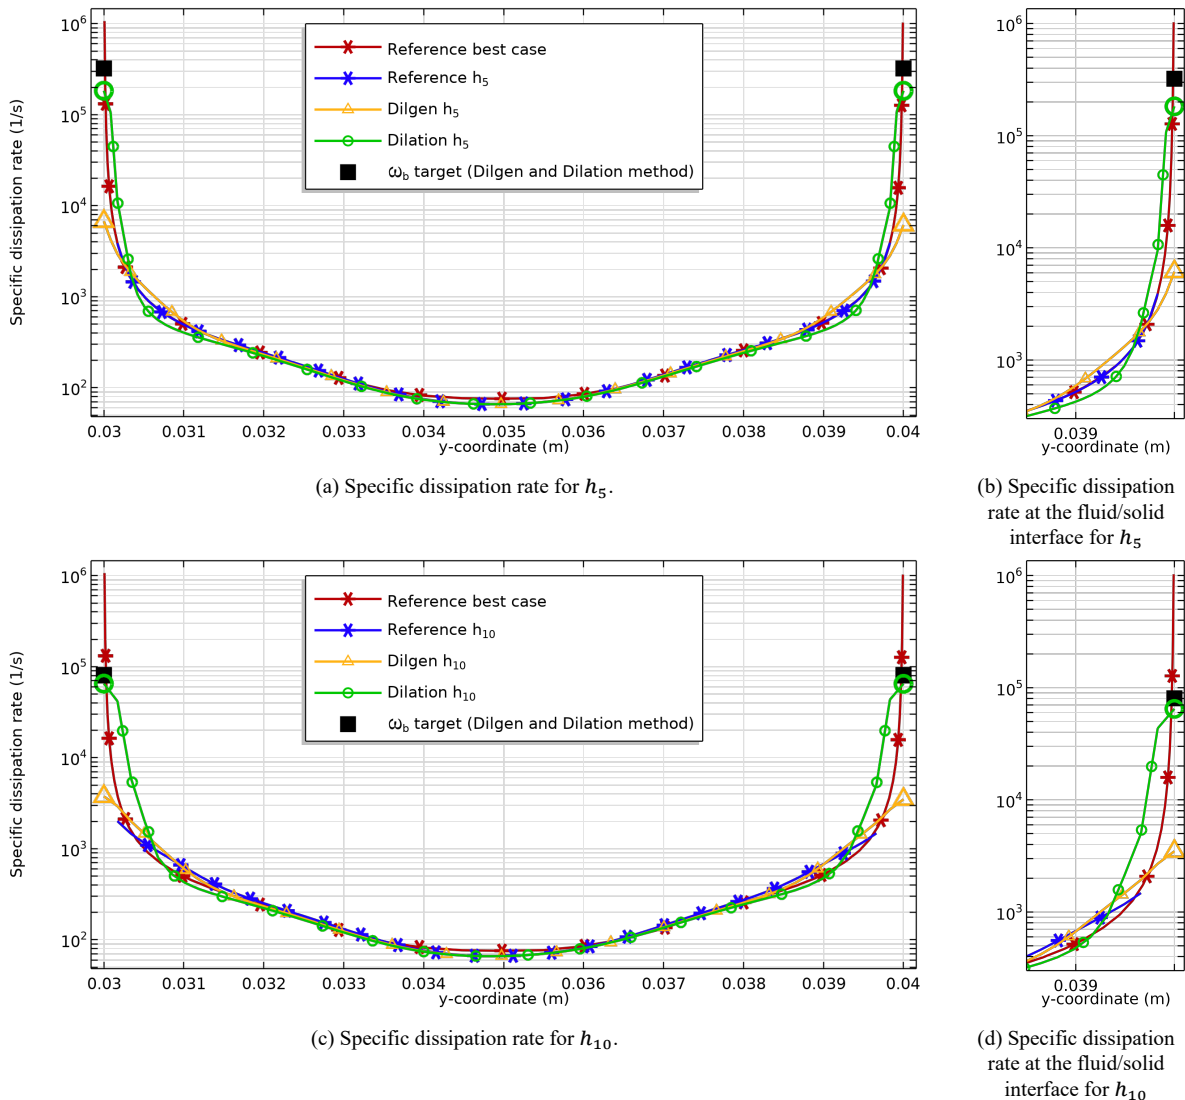 10⁶
10⁵
10⁴
10³
10²
Specific dissipation rate (1/s)
Reference best case
Reference h₅
Dilgen h₅
Dilation h₅
ω_b target (Dilgen and Dilation method)
0.03 0.031 0.032 0.033 0.034 0.035 0.036 0.037 0.038 0.039 0.04
y-coordinate (m)
(a) Specific dissipation rate for h₅.
10⁶
10⁵
10⁴
10³
0.039
y-coordinate (m)
(b) Specific dissipation
rate at the fluid/solid
interface for h₅
10⁶
10⁵
10⁴
10³
10²
Specific dissipation rate (1/s)
Reference best case
Reference h₁₀
Dilgen h₁₀
Dilation h₁₀
ω_b target (Dilgen and Dilation method)
0.03 0.031 0.032 0.033 0.034 0.035 0.036 0.037 0.038 0.039 0.04
y-coordinate (m)
(c) Specific dissipation rate for h₁₀.
10⁶
10⁵
10⁴
10³
0.039
y-coordinate (m)
(d) Specific dissipation
rate at the fluid/solid
interface for h₁₀